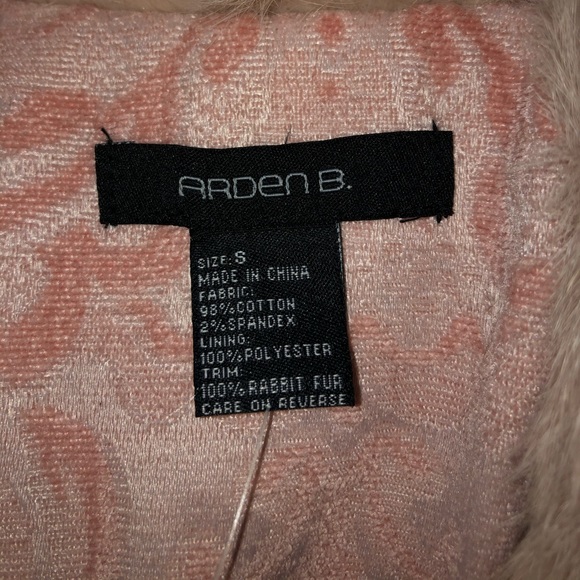 ARDEN B.
SIZE: S
MADE IN CHINA
FABRIC:
98%COTTON
2%SPANDEX
LINING:
100%POLYESTER
TRIM:
100%RABBIT FUR
CARE ON REVERSE